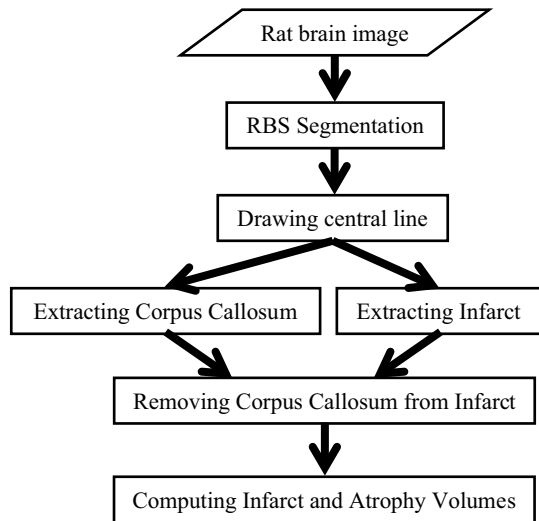 Rat brain image
RBS Segmentation
Drawing central line
Extracting Corpus Callosum
Extracting Infarct
Removing Corpus Callosum from Infarct
Computing Infarct and Atrophy Volumes